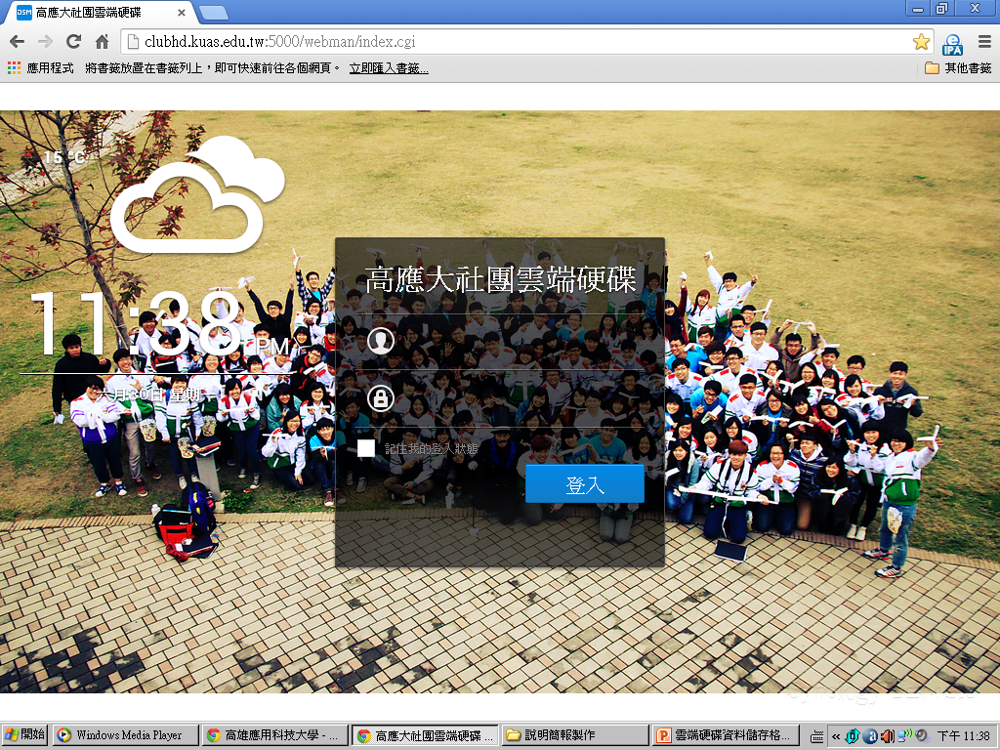 DSM 高應大社團雲端硬碟
clubhd.kuas.edu.tw:5000/webman/index.cgi
IPA
應用程式 將書籤放置在書籤列上，即可快速前往各個網頁。 立即匯入書籤... 其他書籤
15 °C
11:38 PM
六月30日 星期一
高應大社團雲端硬碟
記住我的登入狀態
登入
開始 Windows Media Player 高雄應用科技大學 - ... 高應大社團雲端硬碟 ... 說明簡報製作 雲端硬碟資料儲存格... 下午 11:38